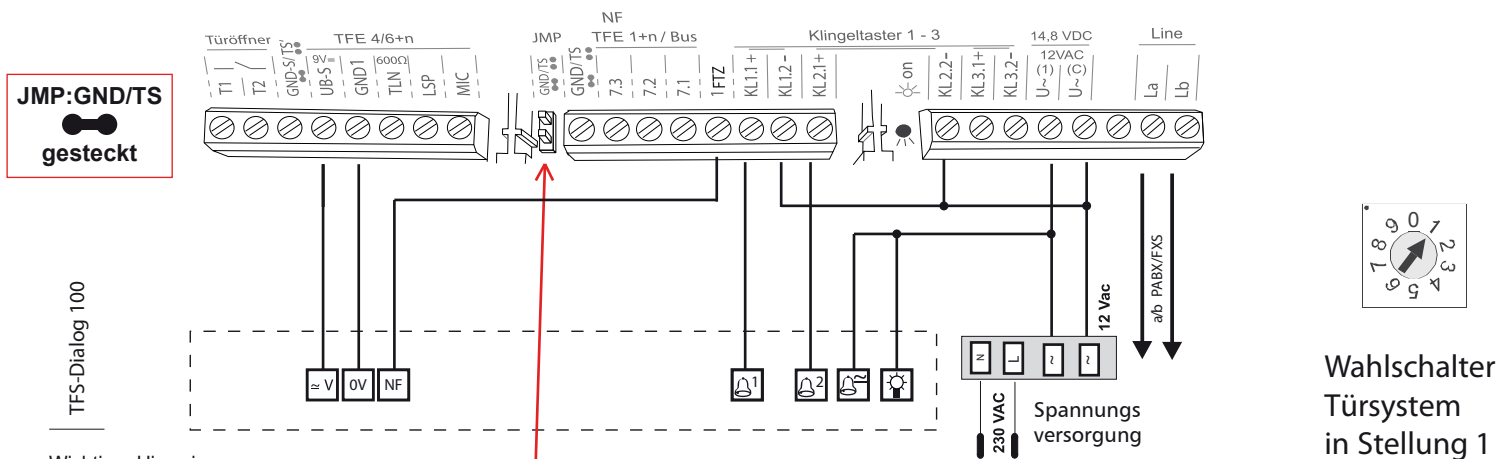 NF
Türöffner
TFE 4/6+n
JMP
TFE 1+n / Bus
Klingeltaster 1 - 3
14,8 VDC
Line
12VAC
9V=
600Ω
(1)
(C)
T1
T2
GND-S/TS'
UB-S
GND1
TLN
LSP
MIC
GND/TS
GND/TS
7.3
7.2
7.1
1FTZ
KL1.1+
KL1.2-
KL2.1+
on
KL2.2-
KL3.1+
KL3.2-
U~
U~
La
Lb
JMP:GND/TS
gesteckt
TFS-Dialog 100
≃ V
0V
NF
1
2
12 Vac
a/b PABX/FXS
N
L
~
~
230 VAC
Spannungs
versorgung
0
1
2
3
4
5
6
7
8
9
Wahlschalter
Türsystem
in Stellung 1